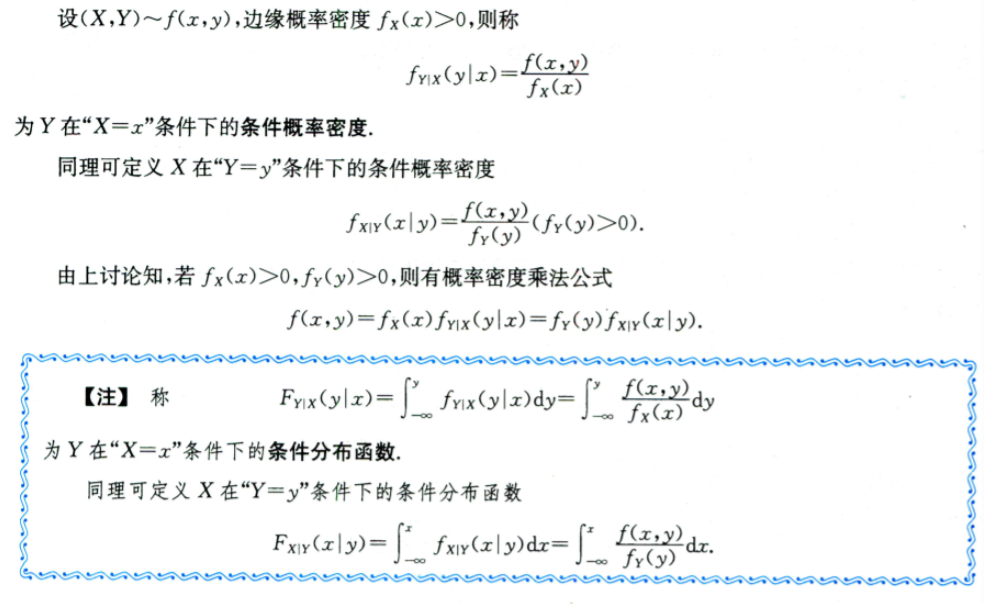 设(X,Y)~f(x,y),边缘概率密度 f_X(x)>0,则称
f_{Y|X}(y|x)=\frac{f(x,y)}{f_X(x)}
为Y在“X=x”条件下的条件概率密度.
同理可定义 X 在“Y=y”条件下的条件概率密度
f_{X|Y}(x|y)=\frac{f(x,y)}{f_Y(y)}(f_Y(y)>0).
由上讨论知,若 f_X(x)>0,f_Y(y)>0,则有概率密度乘法公式
f(x,y)=f_X(x)f_{Y|X}(y|x)=f_Y(y)f_{X|Y}(x|y).
【注】 称 F_{Y|X}(y|x)=\int_{-∞}^{y} f_{Y|X}(y|x)dy=\int_{-∞}^{y} \frac{f(x,y)}{f_X(x)}dy
为Y在“X=x”条件下的条件分布函数.
同理可定义 X 在“Y=y”条件下的条件分布函数
F_{X|Y}(x|y)=\int_{-∞}^{x} f_{X|Y}(x|y)dx=\int_{-∞}^{x} \frac{f(x,y)}{f_Y(y)}dx.